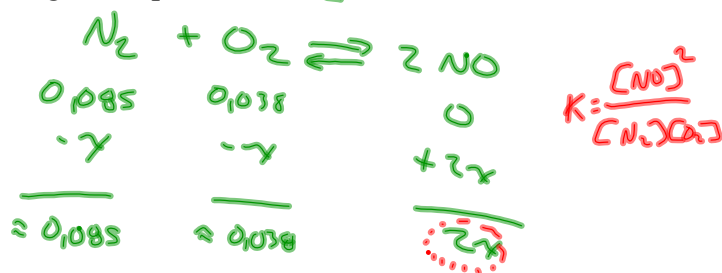 N₂ + O₂ ⇌ 2 NO
0,085 0,038 0
-x -x +2x
≈ 0,085 ≈ 0,038 2x
K = [NO]² / [N₂][O₂]